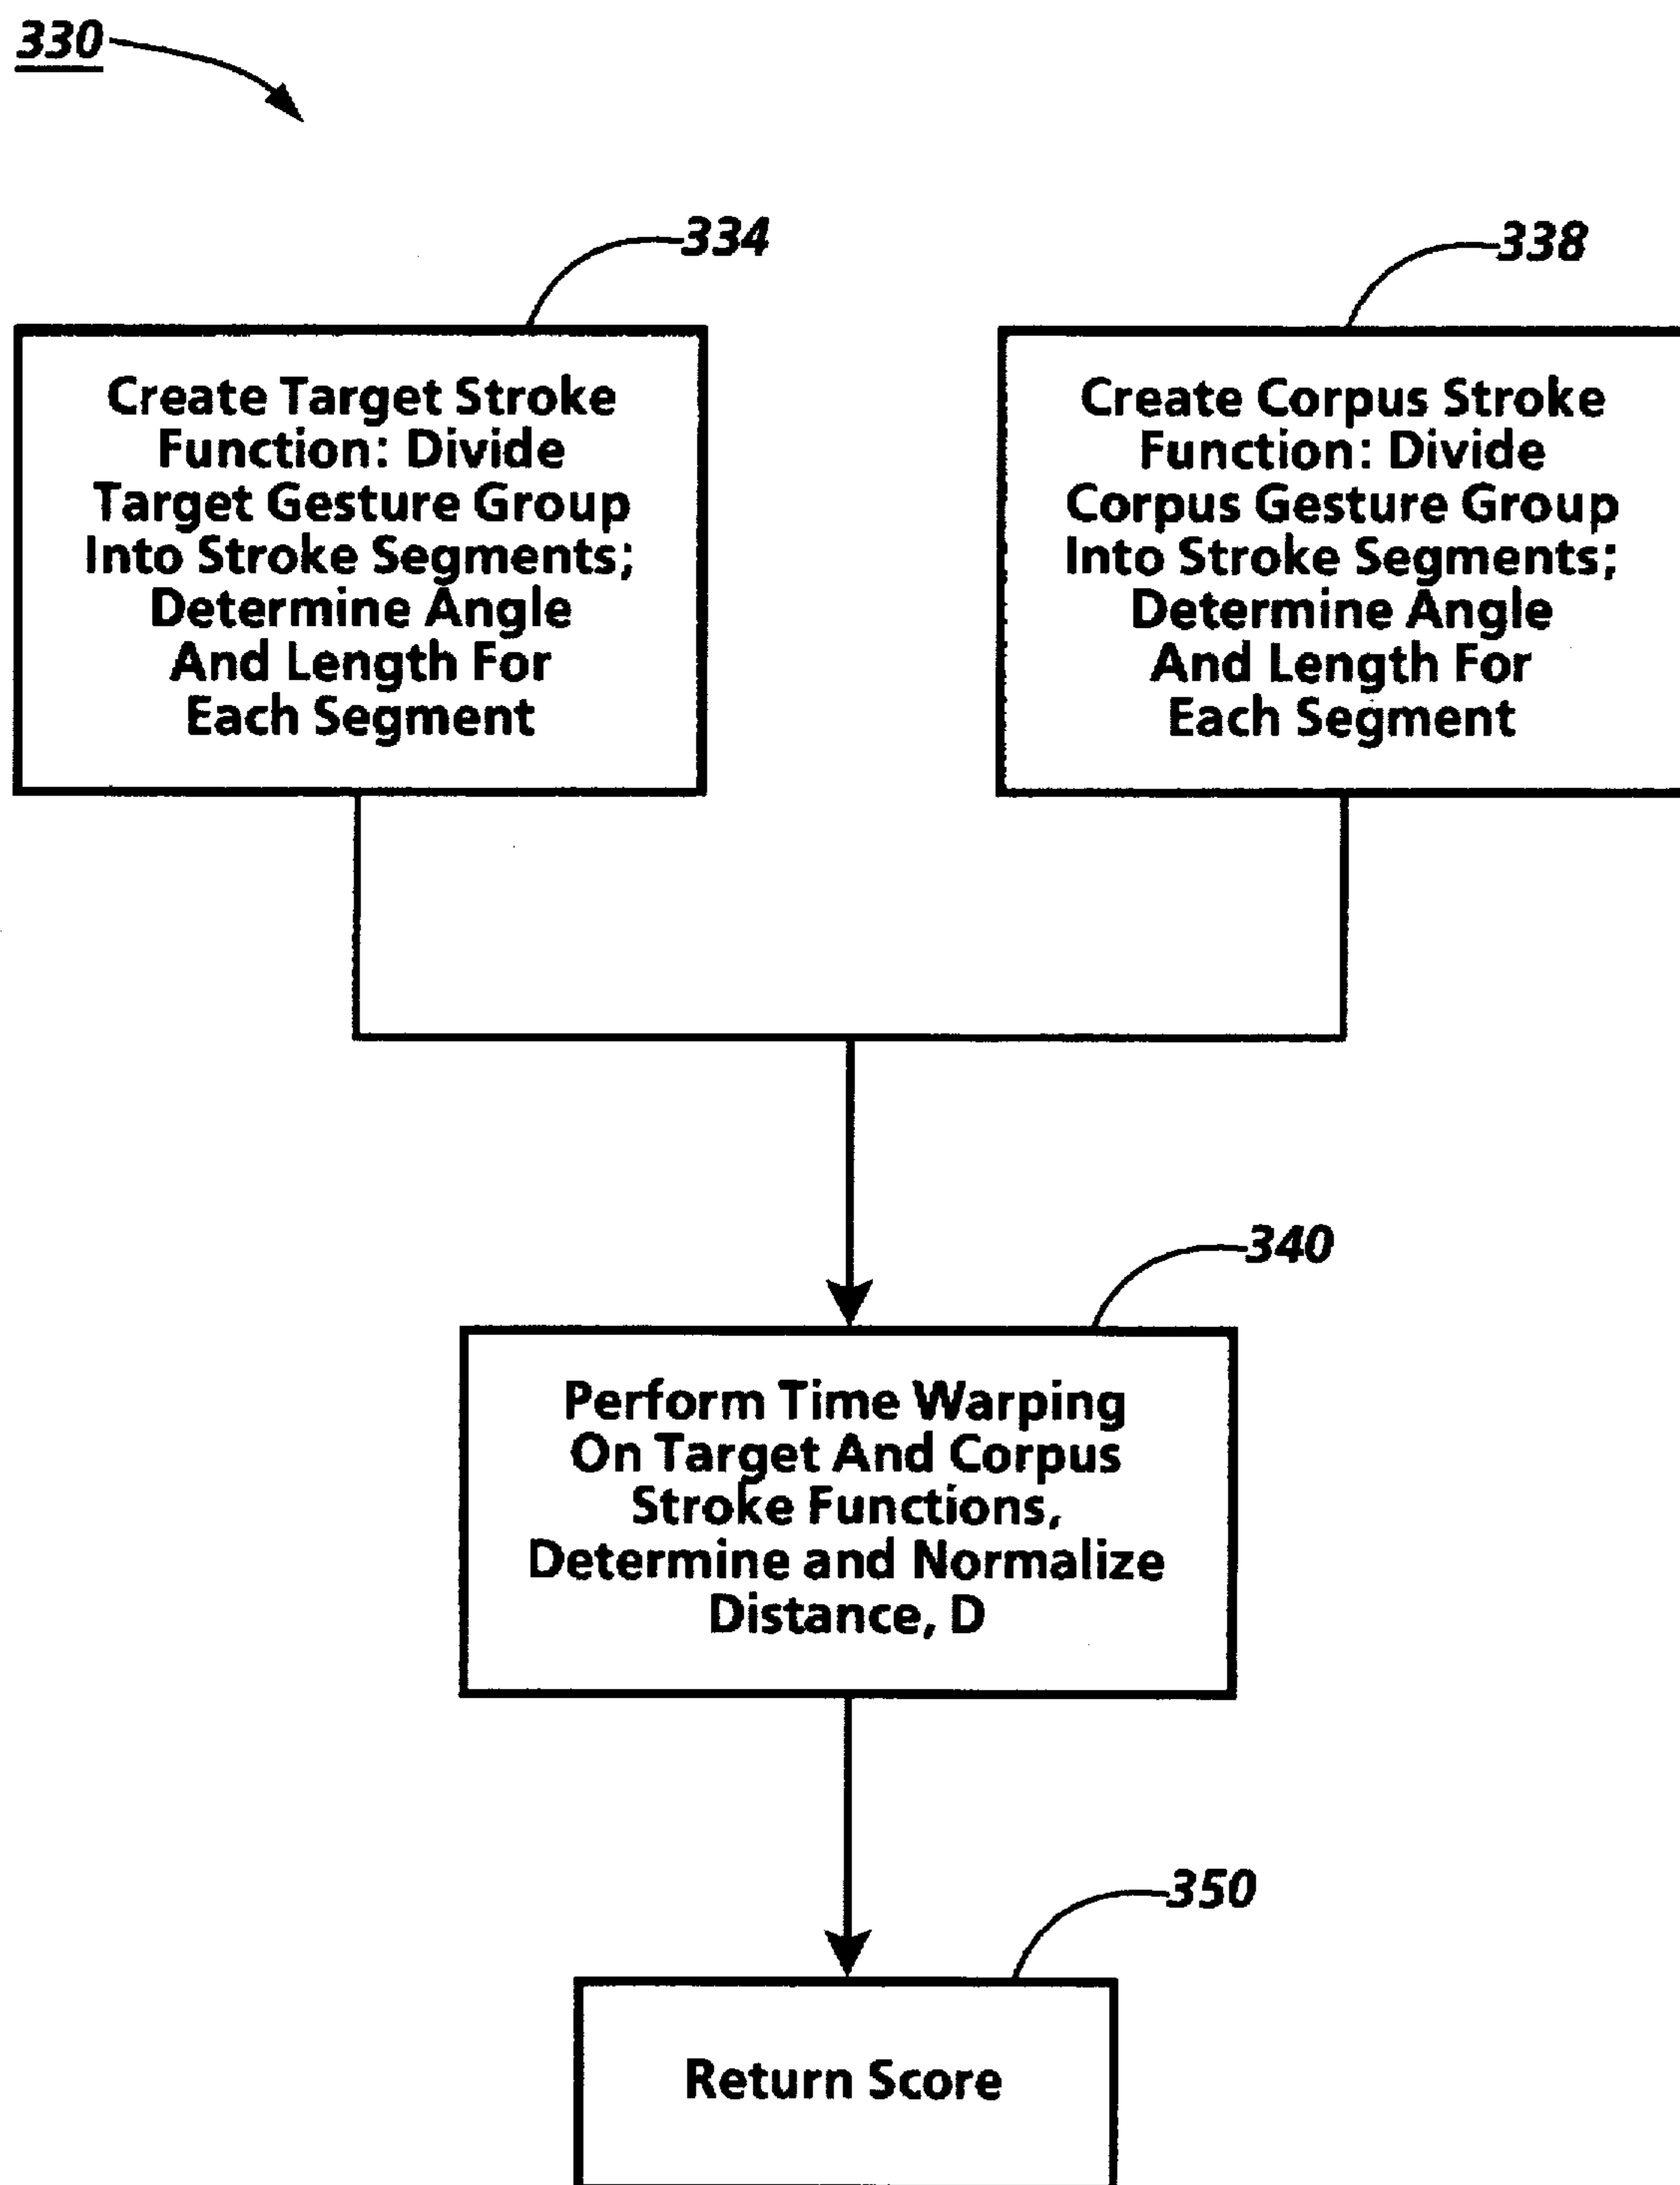 330
334
Create Target Stroke
Function: Divide
Target Gesture Group
Into Stroke Segments;
Determine Angle
And Length For
Each Segment
338
Create Corpus Stroke
Function: Divide
Corpus Gesture Group
Into Stroke Segments;
Determine Angle
And Length For
Each Segment
340
Perform Time Warping
On Target And Corpus
Stroke Functions,
Determine and Normalize
Distance, D
350
Return Score